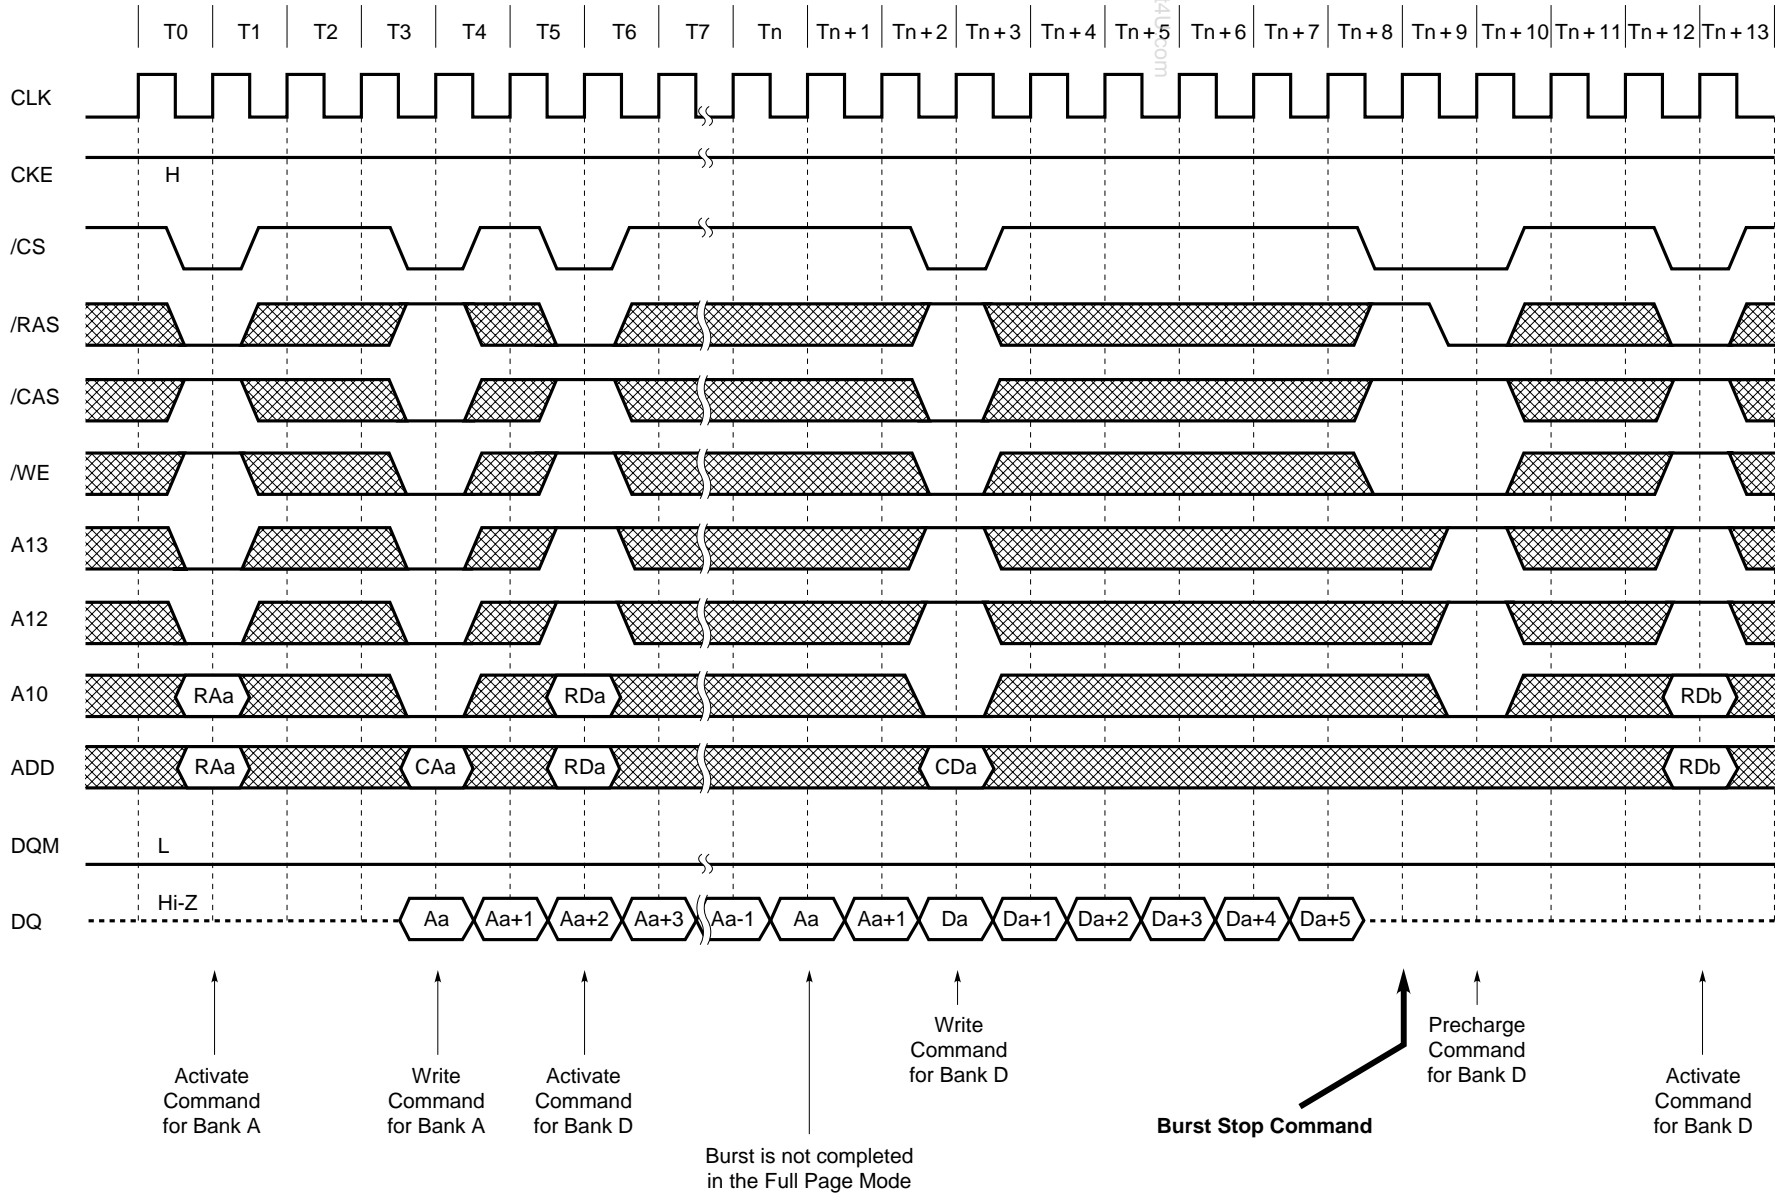 T0 T1 T2 T3 T4 T5 T6 T7 Tn Tn + 1 Tn + 2 Tn + 3 Tn + 4 Tn + 5 Tn + 6 Tn + 7 Tn + 8 Tn + 9 Tn + 10 Tn + 11 Tn + 12 Tn + 13
t4U.com
CLK
CKE H
/CS
/RAS
/CAS
/WE
A13
A12
A10 RAa RDa RDb
ADD RAa CAa RDa CDa RDb
DQM L
Hi-Z
DQ Aa Aa+1 Aa+2 Aa+3 Aa-1 Aa Aa+1 Da Da+1 Da+2 Da+3 Da+4 Da+5
Activate
Command
for Bank A
Write
Command
for Bank A
Activate
Command
for Bank D
Burst is not completed
in the Full Page Mode
Write
Command
for Bank D
Burst Stop Command
Precharge
Command
for Bank D
Activate
Command
for Bank D